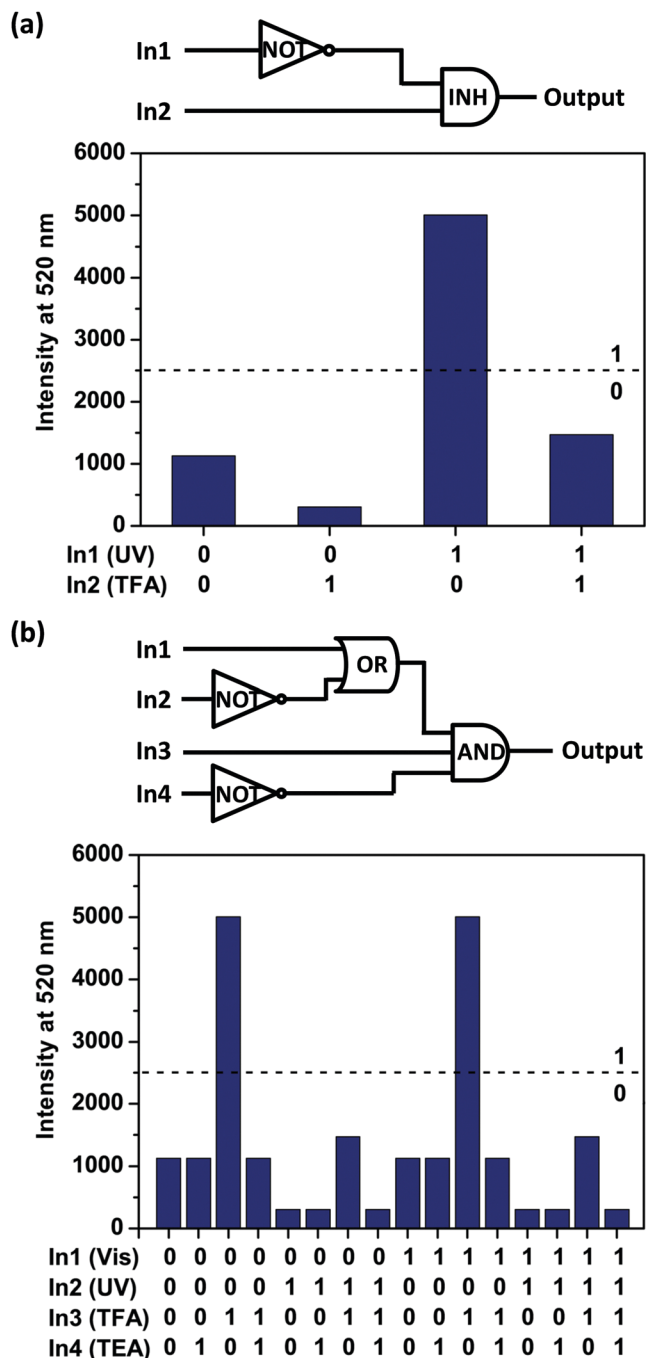 (a)
In1
NOT
INH
Output
In2
6000
5000
4000
3000
2000
1000
0
Intensity at 520 nm
1
0
In1 (UV) 0 0 1 1
In2 (TFA) 0 1 0 1
(b)
In1
OR
In2
NOT
In3
AND
Output
In4
NOT
6000
5000
4000
3000
2000
1000
0
Intensity at 520 nm
1
0
In1 (Vis) 0 0 0 0 0 0 0 0 1 1 1 1 1 1 1 1
In2 (UV) 0 0 0 0 1 1 1 1 0 0 0 0 1 1 1 1
In3 (TFA) 0 0 1 1 0 0 1 1 0 0 1 1 0 0 1 1
In4 (TEA) 0 1 0 1 0 1 0 1 0 1 0 1 0 1 0 1